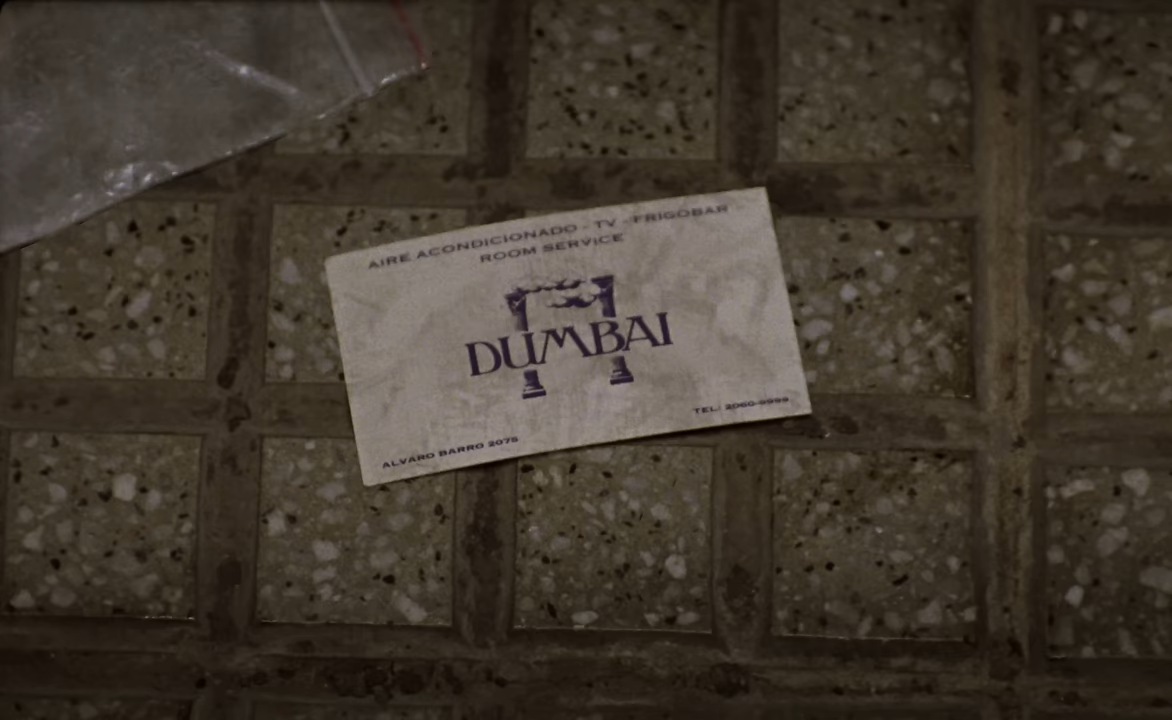 AIRE ACONDICIONADO - TV - FRIGOBAR
ROOM SERVICE
DUMBAI
ALVARO BARRO 2075
TEL: 2060-9999